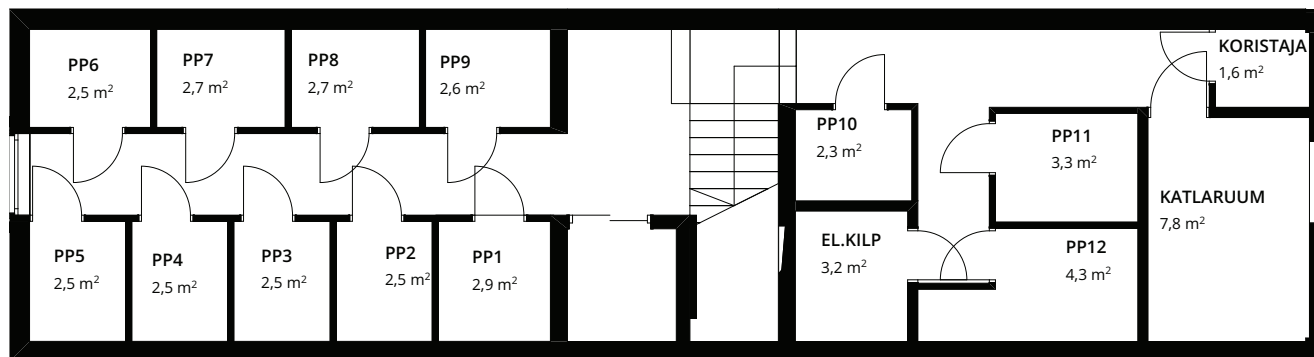 PP6
2,5 m²
PP7
2,7 m²
PP8
2,7 m²
PP9
2,6 m²
PP10
2,3 m²
PP11
3,3 m²
KORISTAJA
1,6 m²
KATLARUUM
7,8 m²
PP5
2,5 m²
PP4
2,5 m²
PP3
2,5 m²
PP2
2,5 m²
PP1
2,9 m²
EL.KILP
3,2 m²
PP12
4,3 m²